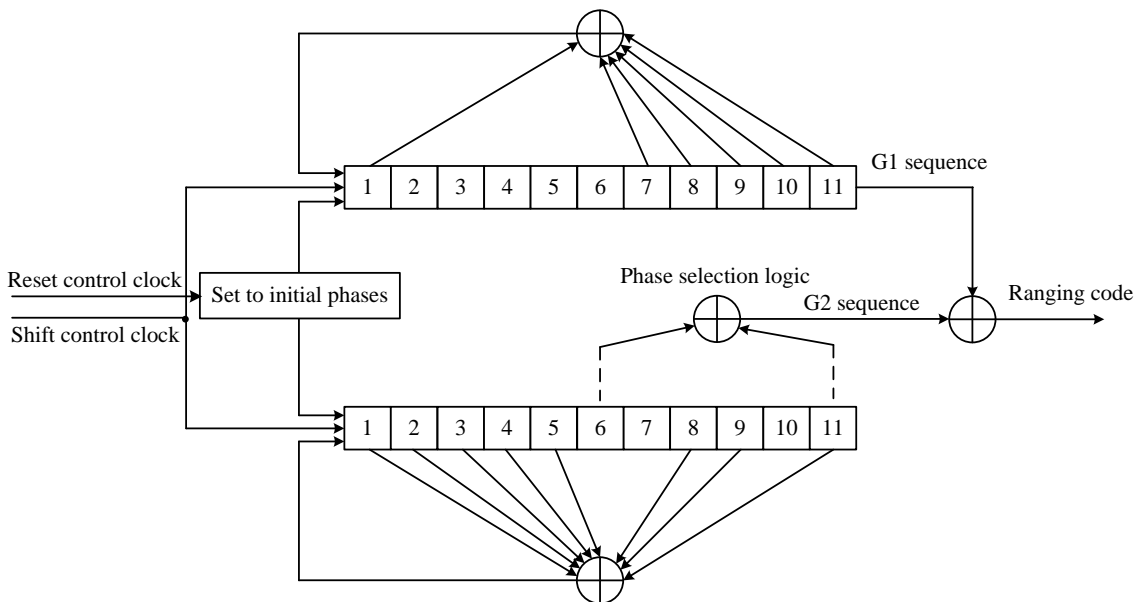 1 2 3 4 5 6 7 8 9 10 11
G1 sequence
Reset control clock
Set to initial phases
Shift control clock
Phase selection logic
G2 sequence
Ranging code
1 2 3 4 5 6 7 8 9 10 11